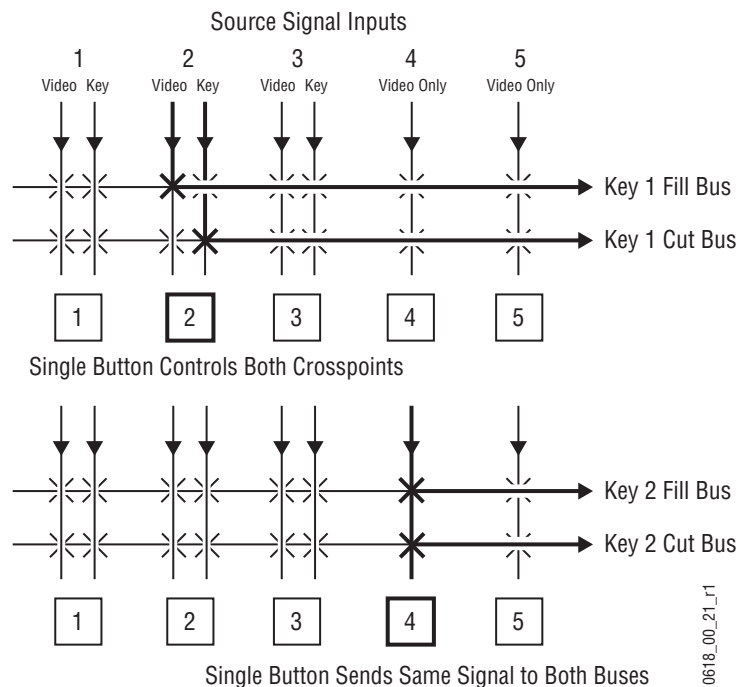 Source Signal Inputs
1 2 3 4 5
Video Key Video Key Video Key Video Only Video Only
Key 1 Fill Bus
Key 1 Cut Bus
1 2 3 4 5
Single Button Controls Both Crosspoints
Key 2 Fill Bus
Key 2 Cut Bus
1 2 3 4 5
Single Button Sends Same Signal to Both Buses
0618_00_21_r1